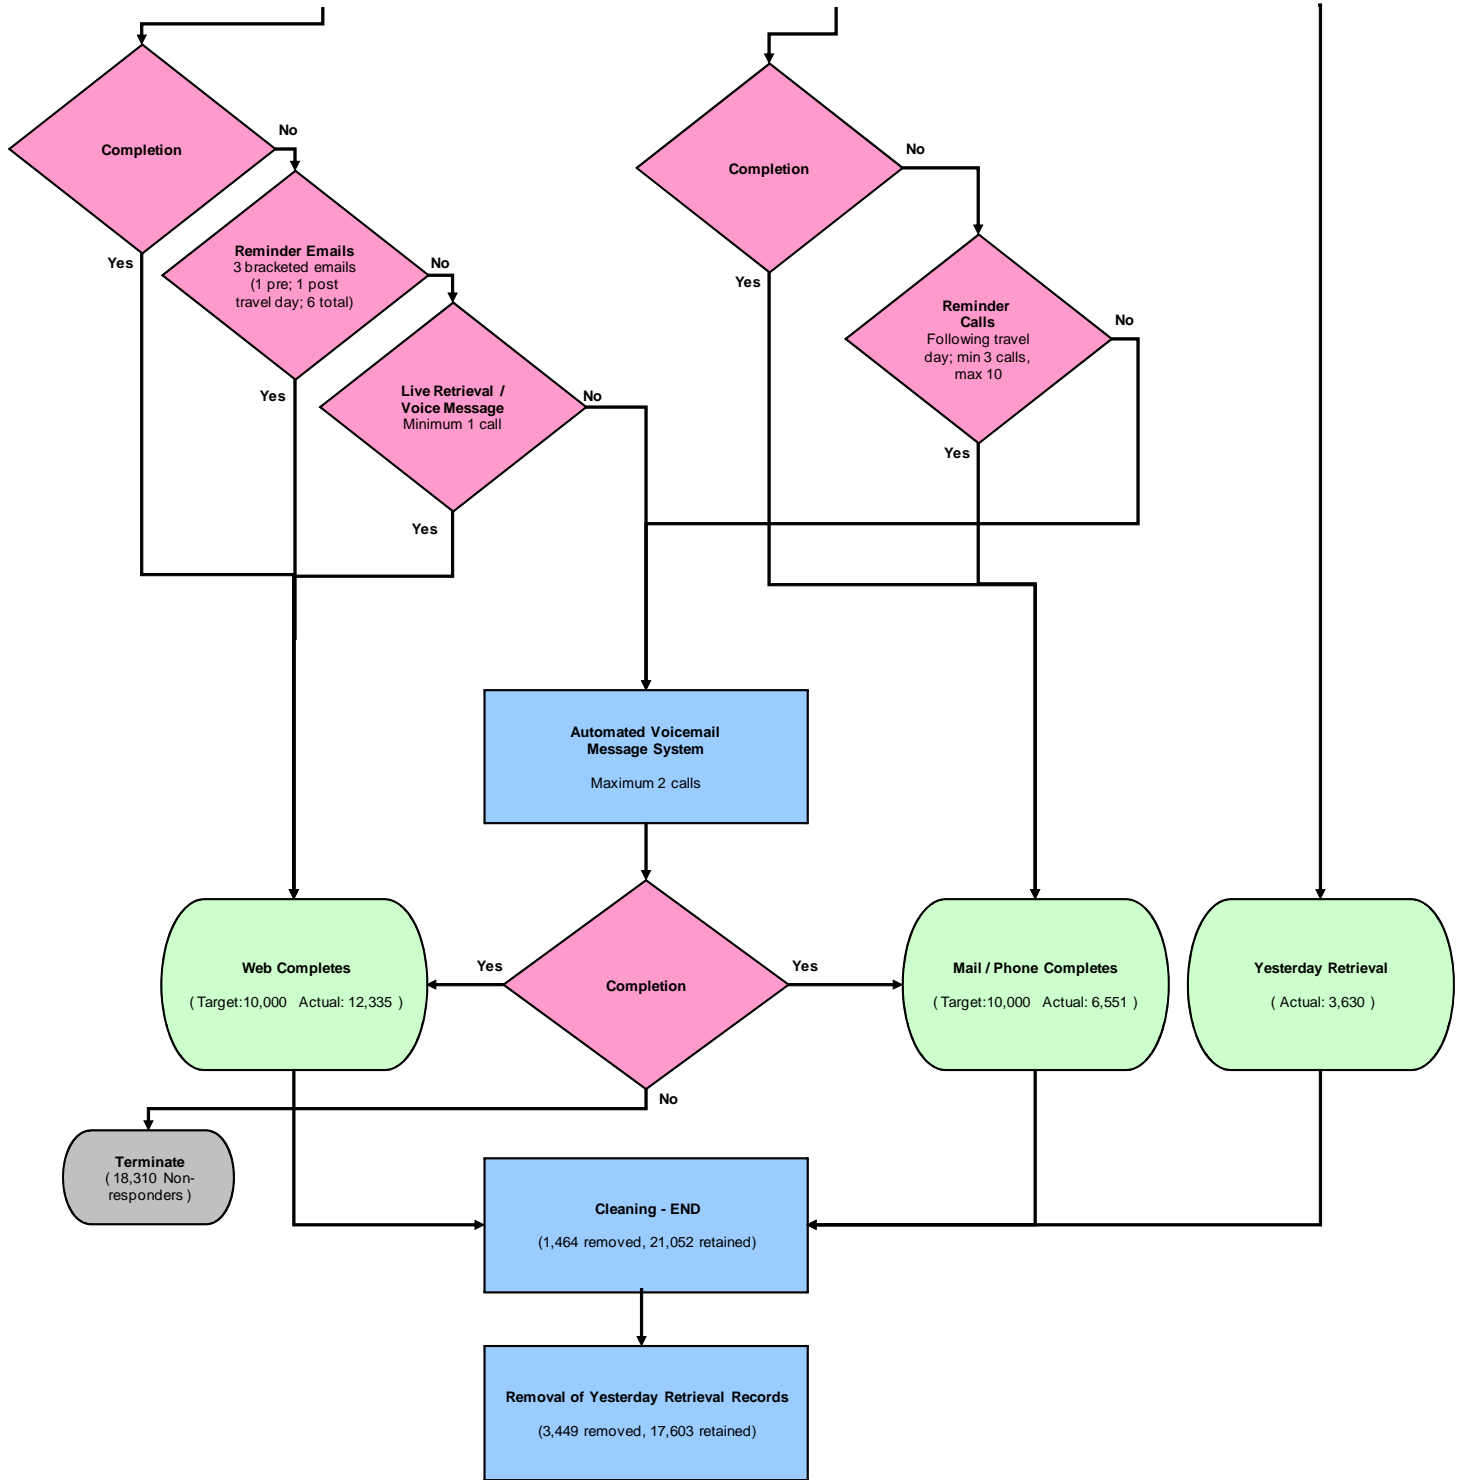 Completion
No
Yes
Reminder Emails
3 bracketed emails
(1 pre; 1 post
travel day; 6 total)
No
Yes
Live Retrieval /
Voice Message
Minimum 1 call
No
Yes
Completion
No
Yes
Reminder
Calls
Following travel
day; min 3 calls,
max 10
No
Yes
Automated Voicemail
Message System
Maximum 2 calls
Web Completes
( Target:10,000 Actual: 12,335 )
Yes
Completion
Yes
No
Mail / Phone Completes
( Target:10,000 Actual: 6,551 )
Yesterday Retrieval
( Actual: 3,630 )
Terminate
( 18,310 Non-
responders )
Cleaning - END
(1,464 removed, 21,052 retained)
Removal of Yesterday Retrieval Records
(3,449 removed, 17,603 retained)